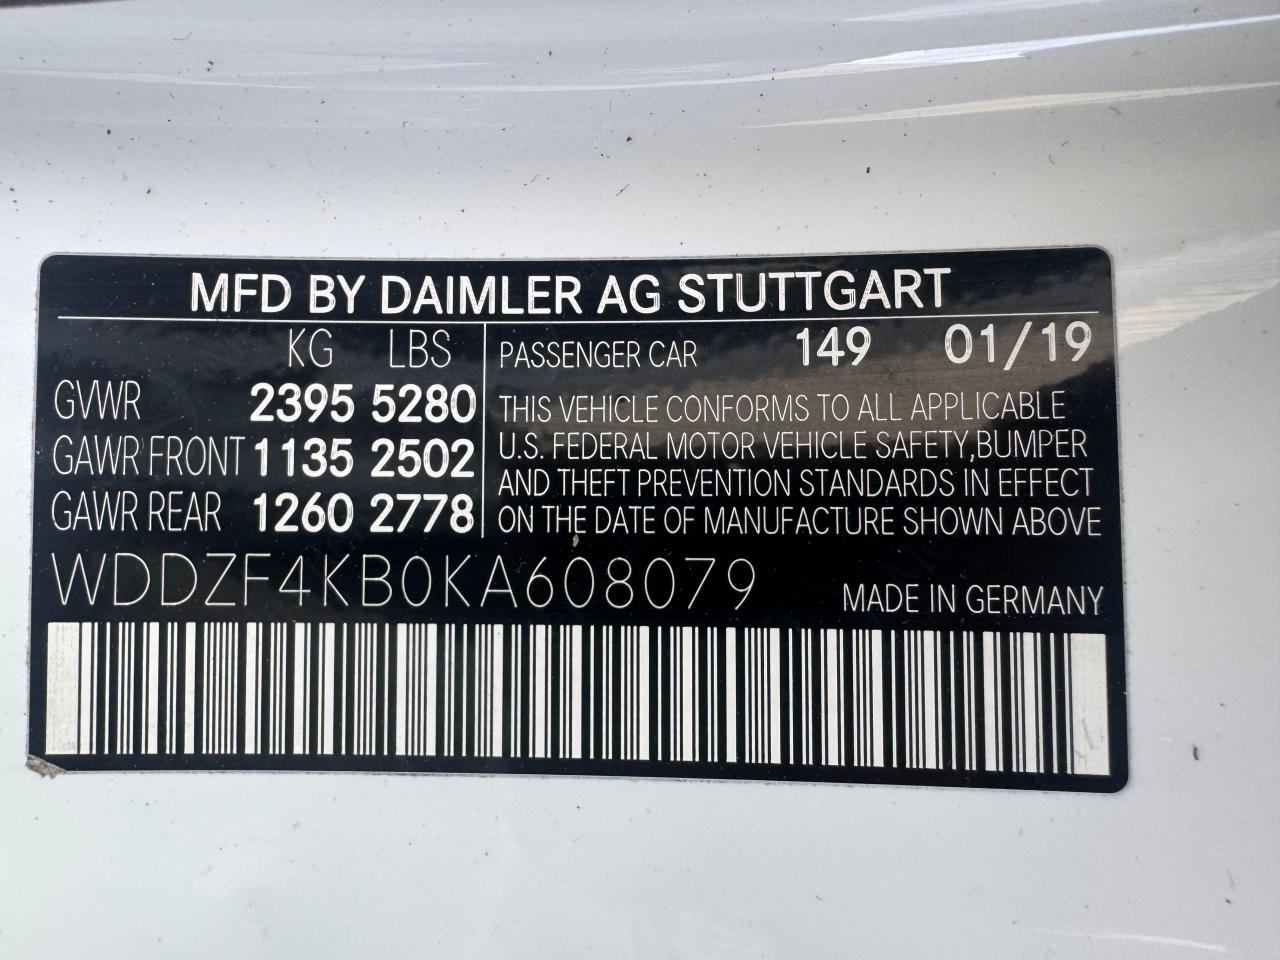 MFD BY DAIMLER AG STUTTGART
KG LBS
GVWR 2395 5280
GAWR FRONT 1135 2502
GAWR REAR 1260 2778
PASSENGER CAR 149 01/19
THIS VEHICLE CONFORMS TO ALL APPLICABLE
U.S. FEDERAL MOTOR VEHICLE SAFETY,BUMPER
AND THEFT PREVENTION STANDARDS IN EFFECT
ON THE DATE OF MANUFACTURE SHOWN ABOVE
WDDZF4KB0KA608079
MADE IN GERMANY